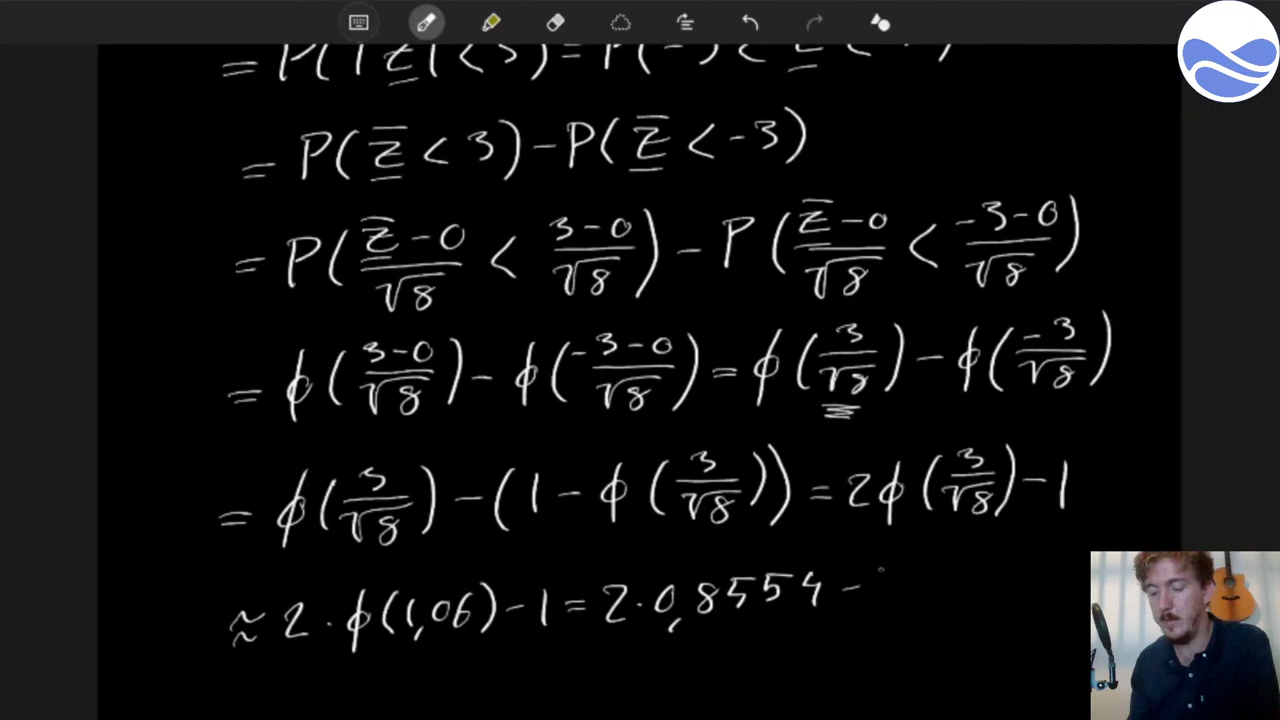 = P(|Z̄| < 3) = P(-3 < Z̄ <
= P(Z̄ < 3) - P(Z̄ < -3)
= P((Z̄-0)/√8 < (3-0)/√8) - P((Z̄-0)/√8 < (-3-0)/√8)
= ϕ((3-0)/√8) - ϕ((-3-0)/√8) = ϕ(3/√8) - ϕ(-3/√8)
= ϕ(3/√8) - (1 - ϕ(3/√8)) = 2ϕ(3/√8) - 1
≈ 2 · ϕ(1,06) - 1 = 2 · 0,8554 -